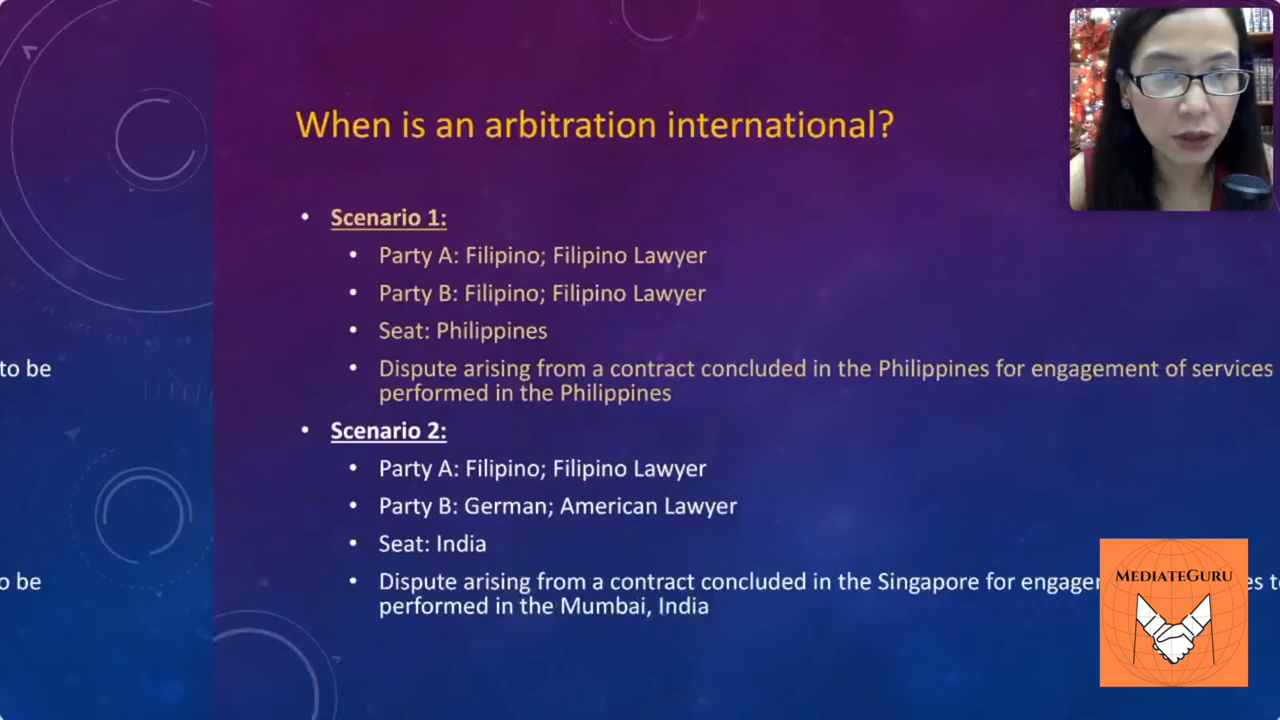 When is an arbitration international?
• Scenario 1:
• Party A: Filipino; Filipino Lawyer
• Party B: Filipino; Filipino Lawyer
• Seat: Philippines
to be
• Dispute arising from a contract concluded in the Philippines for engagement of services
performed in the Philippines
• Scenario 2:
• Party A: Filipino; Filipino Lawyer
• Party B: German; American Lawyer
• Seat: India
o be
• Dispute arising from a contract concluded in the Singapore for
performed in the Mumbai, India
MEDIATEGURU